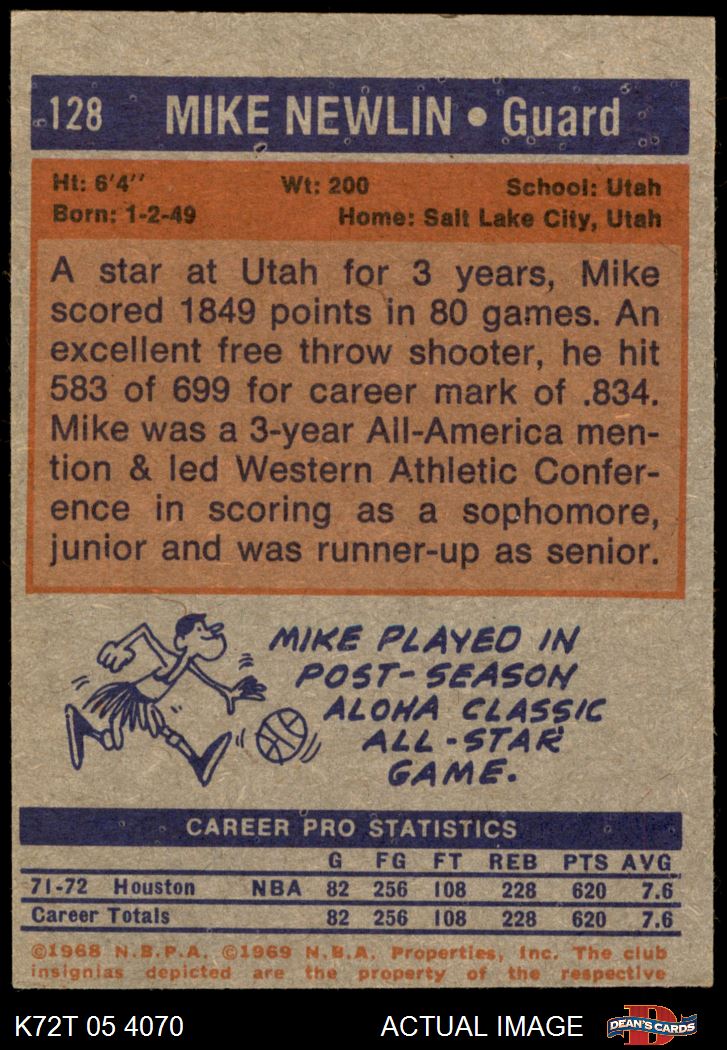 128 MIKE NEWLIN • Guard
Ht: 6'4'' Wt: 200 School: Utah
Born: 1-2-49 Home: Salt Lake City, Utah
A star at Utah for 3 years, Mike
scored 1849 points in 80 games. An
excellent free throw shooter, he hit
583 of 699 for career mark of .834.
Mike was a 3-year All-America men-
tion & led Western Athletic Confer-
ence in scoring as a sophomore,
junior and was runner-up as senior.
MIKE PLAYED IN
POST-SEASON
ALOHA CLASSIC
ALL-STAR
GAME.
CAREER PRO STATISTICS
G FG FT REB PTS AVG
71-72 Houston NBA 82 256 108 228 620 7.6
Career Totals 82 256 108 228 620 7.6
©1968 N.B.P.A. ©1969 N.B.A. Properties, Inc. The club
insignias depicted are the property of the respective
K72T 05 4070 ACTUAL IMAGE DEAN'S CARDS